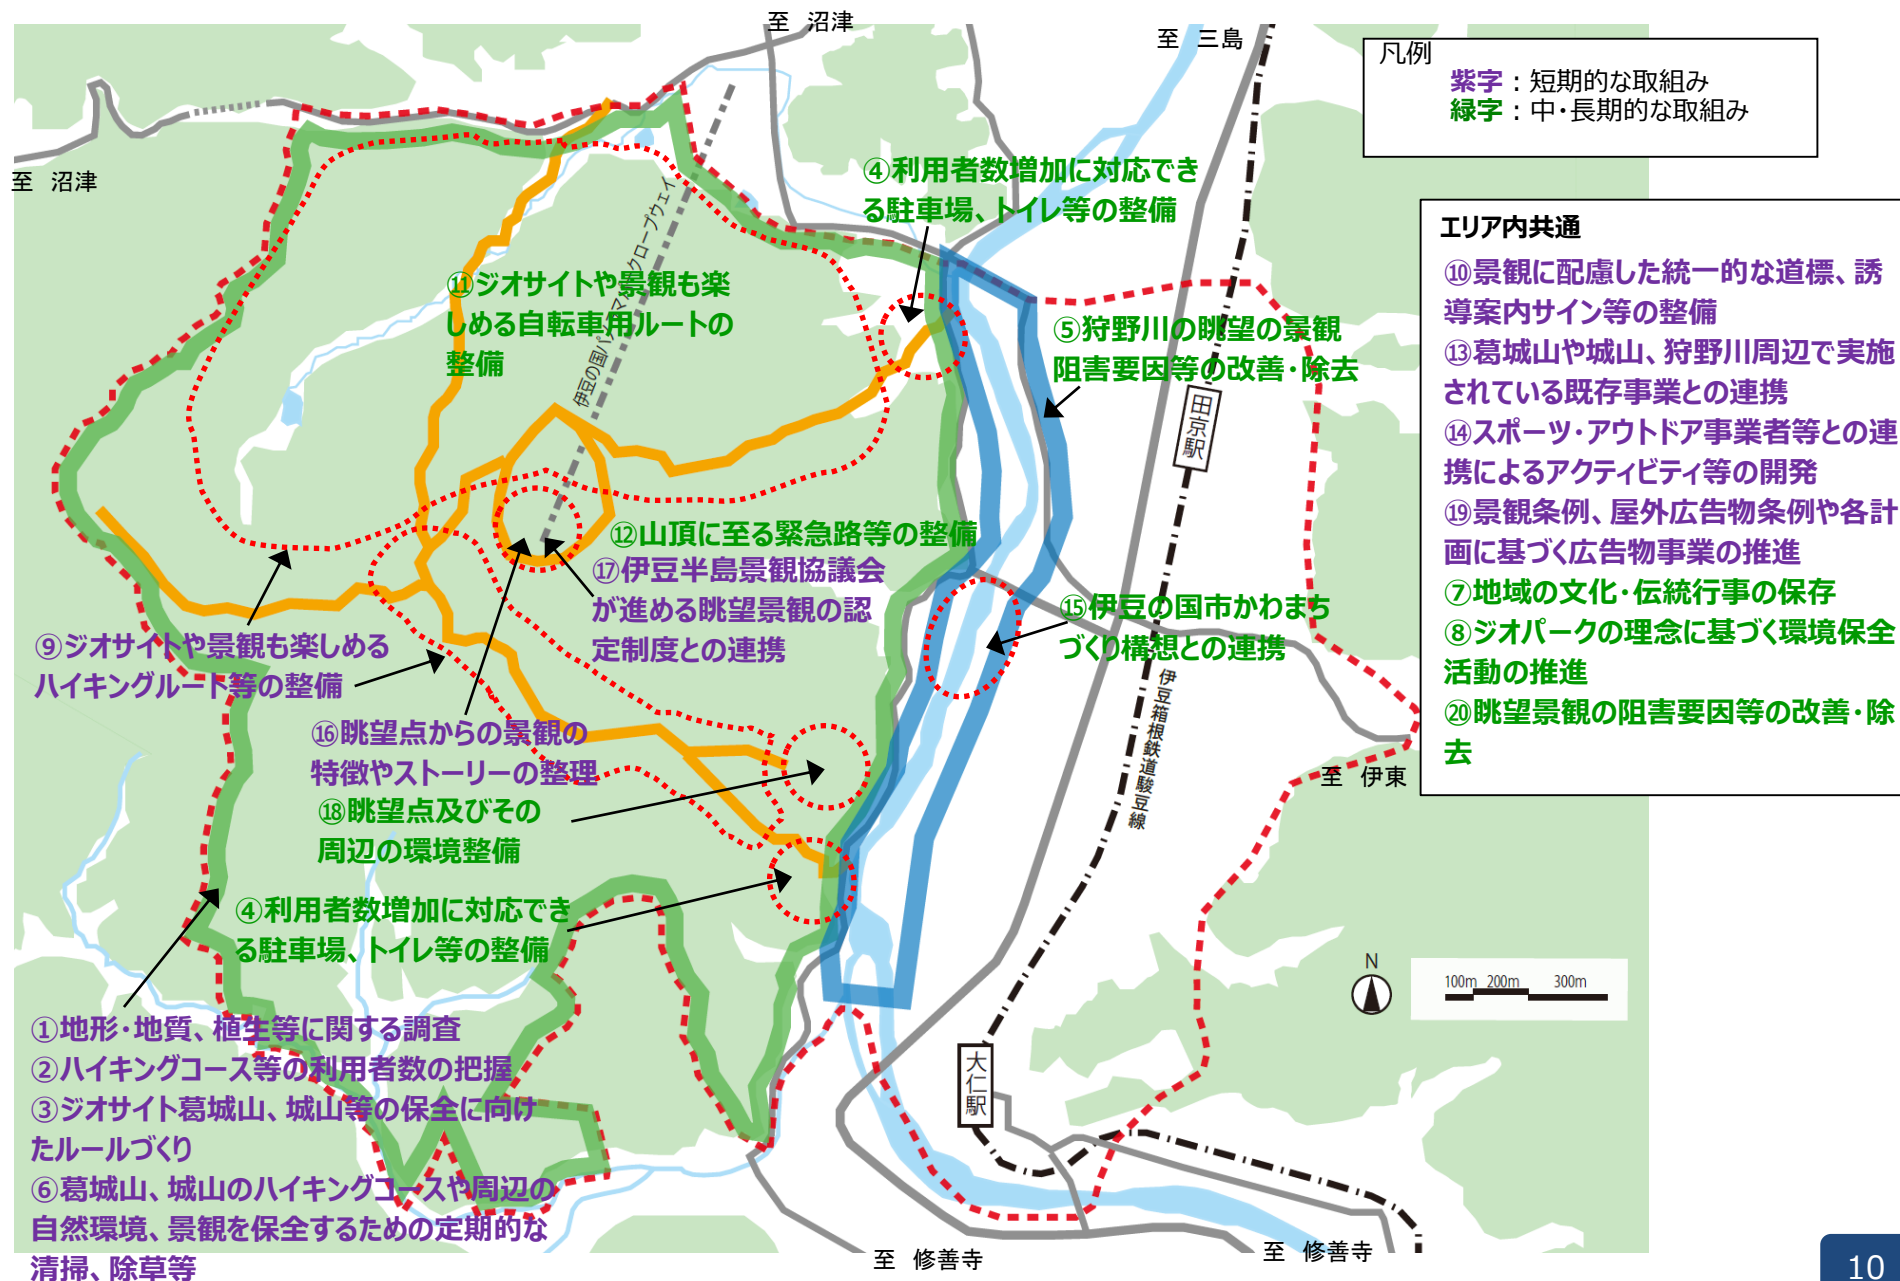 至 沼津
至 三島
凡例
紫字：短期的な取組み
緑字：中・長期的な取組み
至 沼津
④利用者数増加に対応でき
る駐車場、トイレ等の整備
エリア内共通
⑩景観に配慮した統一的な道標、誘
導案内サイン等の整備
⑬葛城山や城山、狩野川周辺で実施
されている既存事業との連携
⑭スポーツ・アウトドア事業者等との連
携によるアクティビティ等の開発
⑲景観条例、屋外広告物条例や各計
画に基づく広告物事業の推進
⑦地域の文化・伝統行事の保存
⑧ジオパークの理念に基づく環境保全
活動の推進
⑳眺望景観の阻害要因等の改善・除
去
⑪ジオサイトや景観も楽
しめる自転車用ルートの
整備
⑤狩野川の眺望の景観
阻害要因等の改善・除去
田京駅
⑫山頂に至る緊急路等の整備
⑰伊豆半島景観協議会
が進める眺望景観の認
定制度との連携
⑮伊豆の国市かわまち
づくり構想との連携
⑨ジオサイトや景観も楽しめる
ハイキングルート等の整備
伊豆箱根鉄道駿豆線
⑯眺望点からの景観の
特徴やストーリーの整理
⑱眺望点及びその
周辺の環境整備
至 伊東
④利用者数増加に対応でき
る駐車場、トイレ等の整備
N
100m 200m 300m
①地形・地質、植生等に関する調査
②ハイキングコース等の利用者数の把握
③ジオサイト葛城山、城山等の保全に向け
たルールづくり
⑥葛城山、城山のハイキングコースや周辺の
自然環境、景観を保全するための定期的な
清掃、除草等
大仁駅
至 修善寺
至 修善寺
10